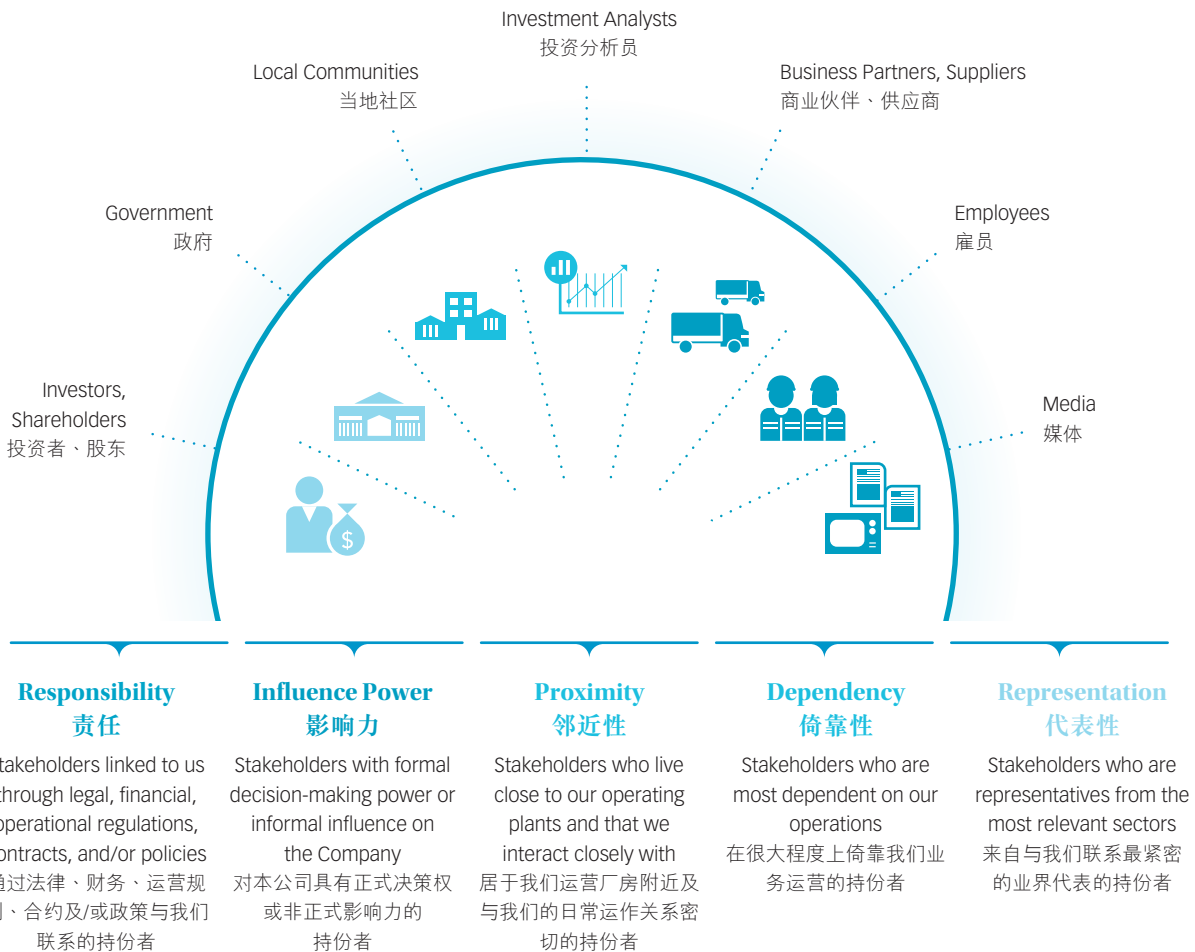 Investment Analysts
投资分析员
Local Communities
当地社区
Business Partners, Suppliers
商业伙伴、供应商
Government
政府
Employees
雇员
Investors,
Shareholders
投资者、股东
Media
媒体
$
Responsibility
责任
takeholders linked to us
through legal, financial,
operational regulations,
ontracts, and/or policies
通过法律、财务、运营规
、合约及/或政策与我们
联系的持份者
Influence Power
影响力
Stakeholders with formal
decision-making power or
informal influence on
the Company
对本公司具有正式决策权
或非正式影响力的
持份者
Proximity
邻近性
Stakeholders who live
close to our operating
plants and that we
interact closely with
居于我们运营厂房附近及
与我们的日常运作关系密
切的持份者
Dependency
倚靠性
Stakeholders who are
most dependent on our
operations
在很大程度上倚靠我们业
务运营的持份者
Representation
代表性
Stakeholders who are
representatives from the
most relevant sectors
来自与我们联系最紧密
的业界代表的持份者